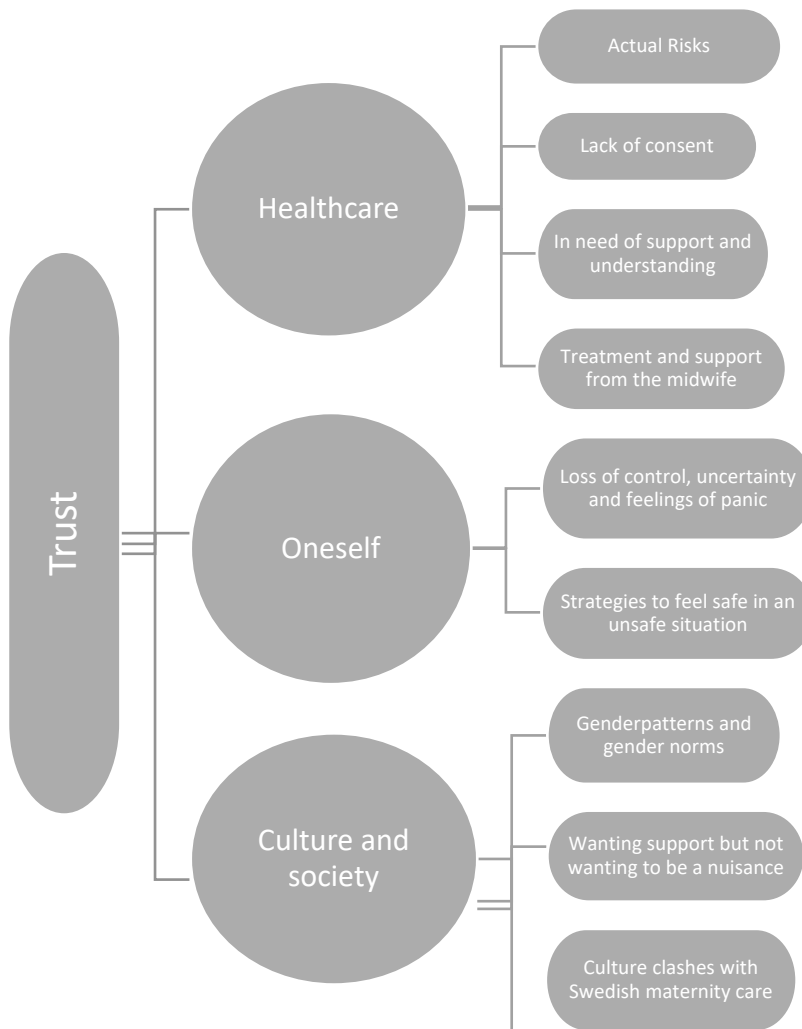 Trust
Healthcare
Actual Risks
Lack of consent
In need of support and
understanding
Treatment and support
from the midwife
Oneself
Loss of control, uncertainty
and feelings of panic
Strategies to feel safe in an
unsafe situation
Culture and
society
Genderpatterns and
gender norms
Wanting support but not
wanting to be a nuisance
Culture clashes with
Swedish maternity care